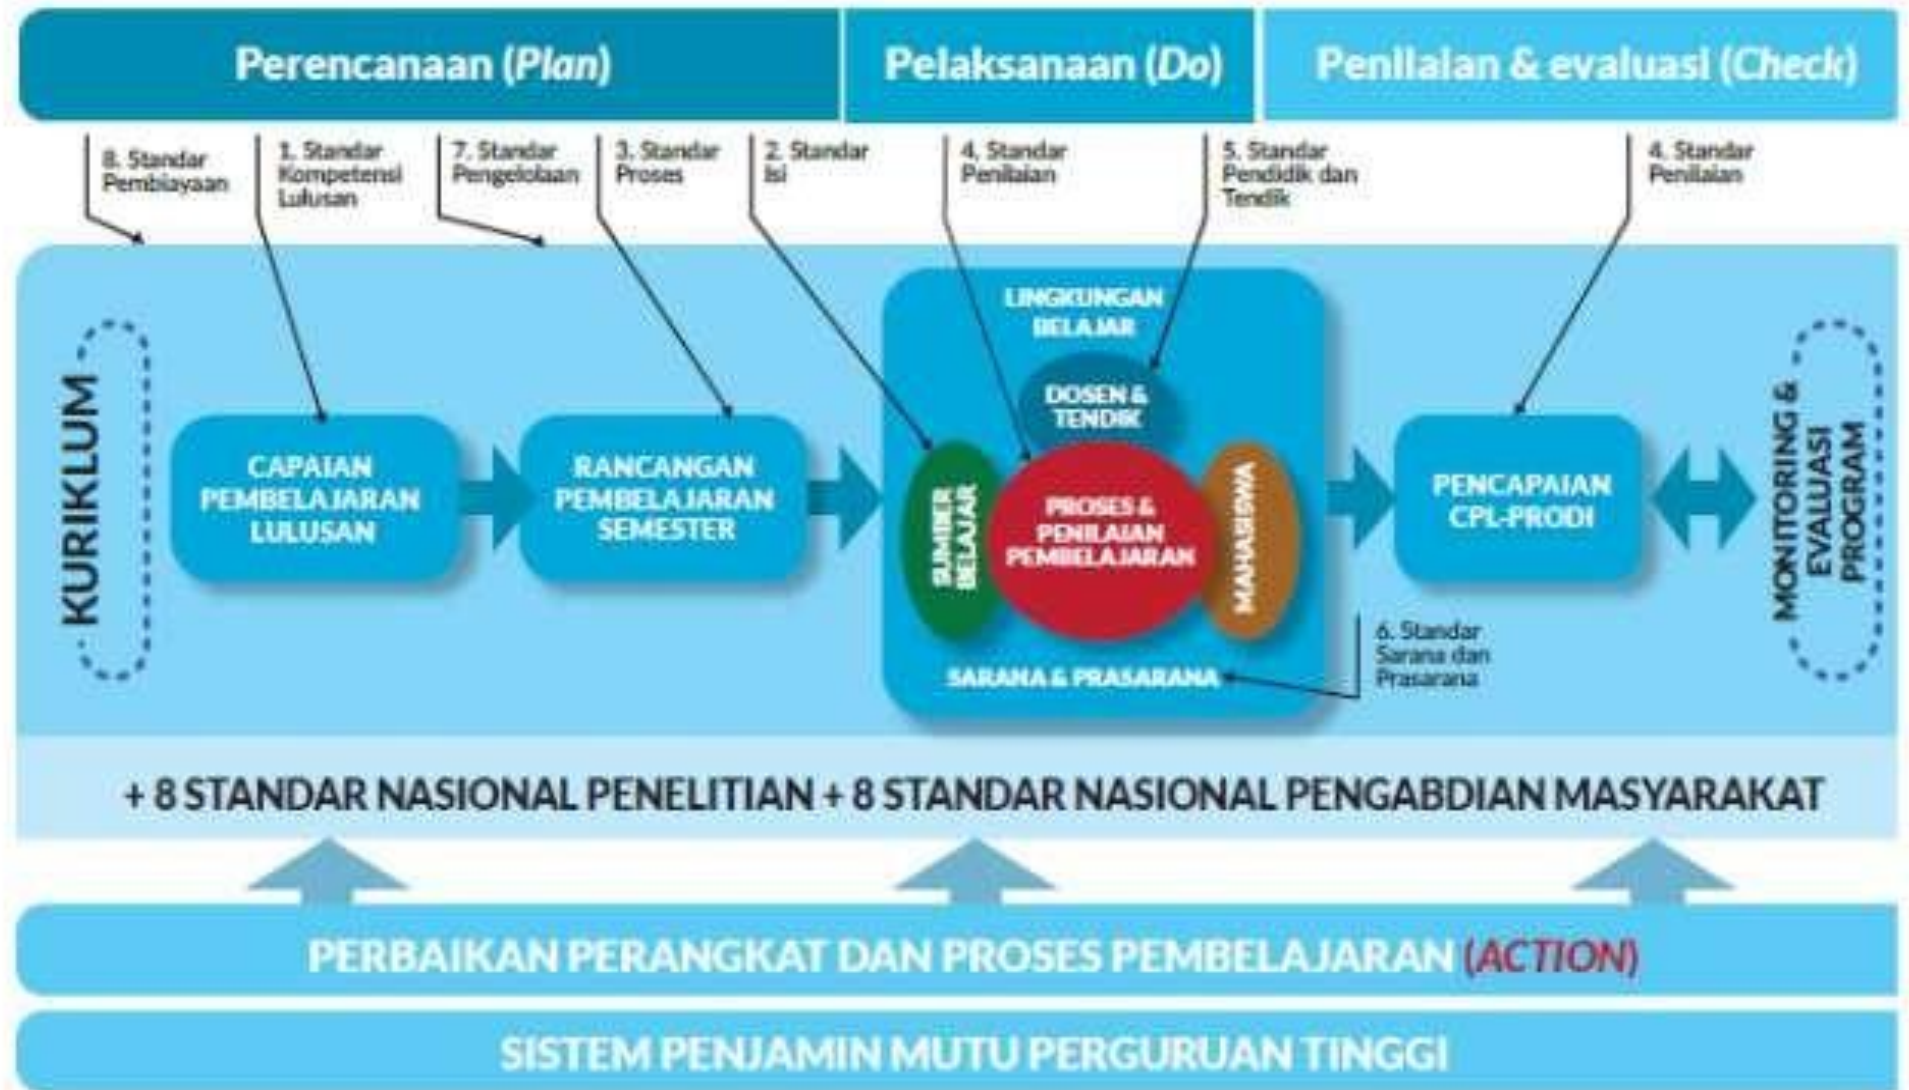 Perencanaan (Plan)
Pelaksanaan (Do)
Penilaian & evaluasi (Check)
8. Standar
Pembiayaan
1. Standar
Kompetensi
Lulusan
7. Standar
Pengelolaan
3. Standar
Proses
2. Standar
Isi
4. Standar
Penilaian
5. Standar
Pendidik dan
Tendik
4. Standar
Penilaian
KURIKLUM
CAPAIAN
PEMBELAJARAN
LULUSAN
RANCANGAN
PEMBELAJARAN
SEMESTER
LINGKUNGAN
BELAJAR
DOSEN &
TENDIK
SUMBER
BELAJAR
PROSES &
PENILAIAN
PEMBELAJARAN
MAHASISWA
SARANA & PRASARANA
6. Standar
Sarana dan
Prasarana
PENCAPAIAN
CPL-PRODI
MONITORING &
EVALUASI
PROGRAM
+ 8 STANDAR NASIONAL PENELITIAN + 8 STANDAR NASIONAL PENGABDIAN MASYARAKAT
PERBAIKAN PERANGKAT DAN PROSES PEMBELAJARAN (ACTION)
SISTEM PENJAMIN MUTU PERGURUAN TINGGI